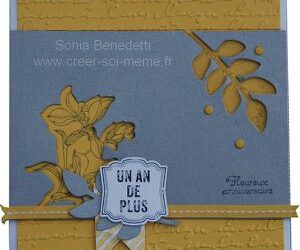 Sonia Benedetti
www.creer-soi-meme.fr
UN AN
DE
PLUS
Heureux
anniversaire